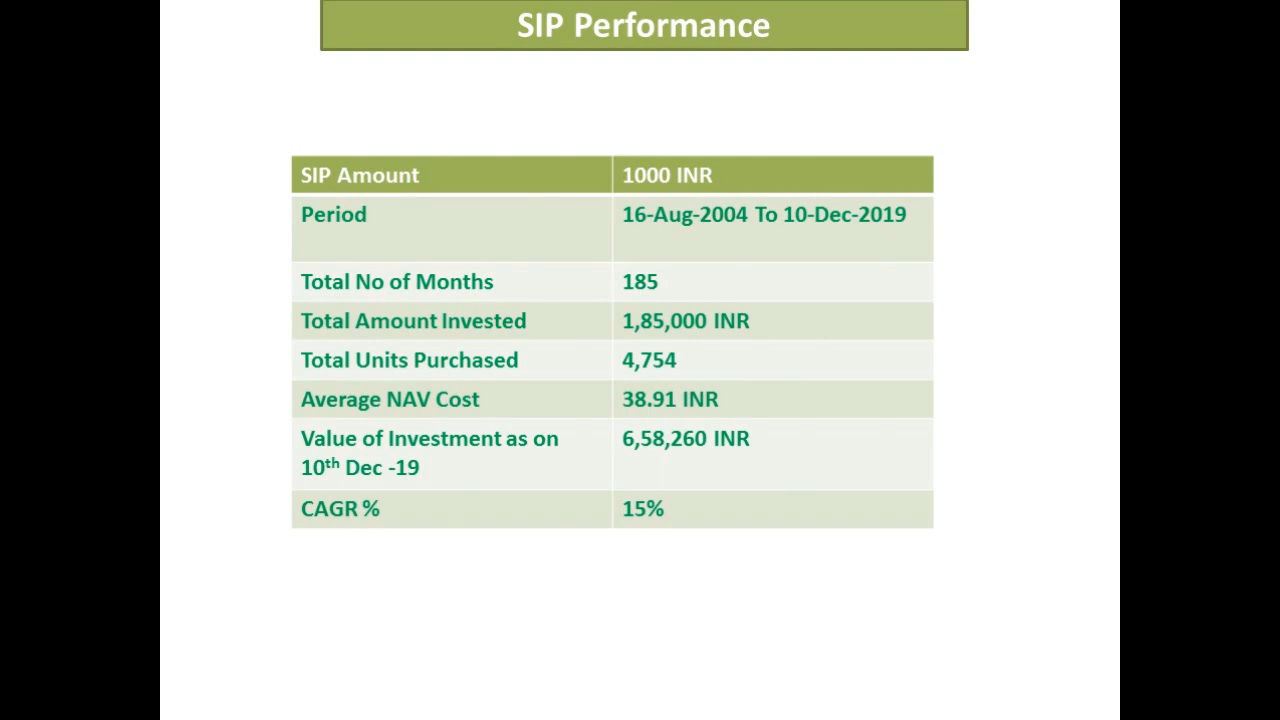 SIP Performance
SIP Amount 1000 INR
Period 16-Aug-2004 To 10-Dec-2019
Total No of Months 185
Total Amount Invested 1,85,000 INR
Total Units Purchased 4,754
Average NAV Cost 38.91 INR
Value of Investment as on 6,58,260 INR
10th Dec -19
CAGR % 15%